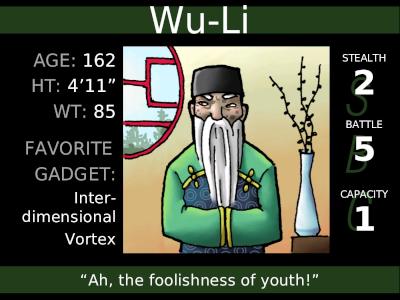 Wu-Li
AGE: 162
HT: 4’11”
WT: 85
FAVORITE
GADGET:
Inter-
dimensional
Vortex
STEALTH
S
2
BATTLE
B
5
CAPACITY
C
1
“Ah, the foolishness of youth!”